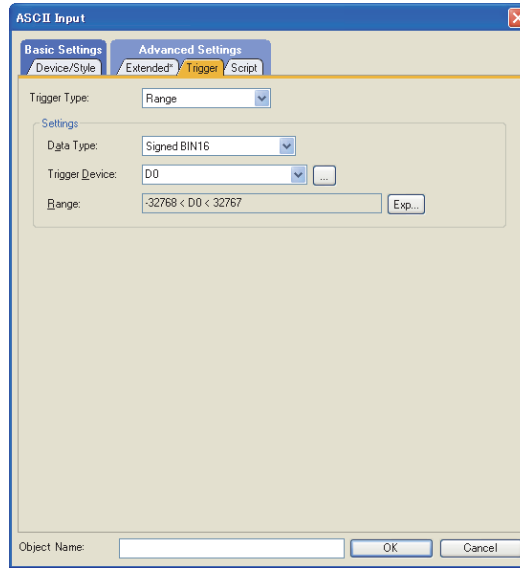 ASCII Input
Basic Settings Advanced Settings
Device/Style Extended* Trigger Script
Trigger Type: Range
Settings
Data Type: Signed BIN16
Trigger Device: D0 ...
Range: -32768 < D0 < 32767 Exp...
Object Name: OK Cancel